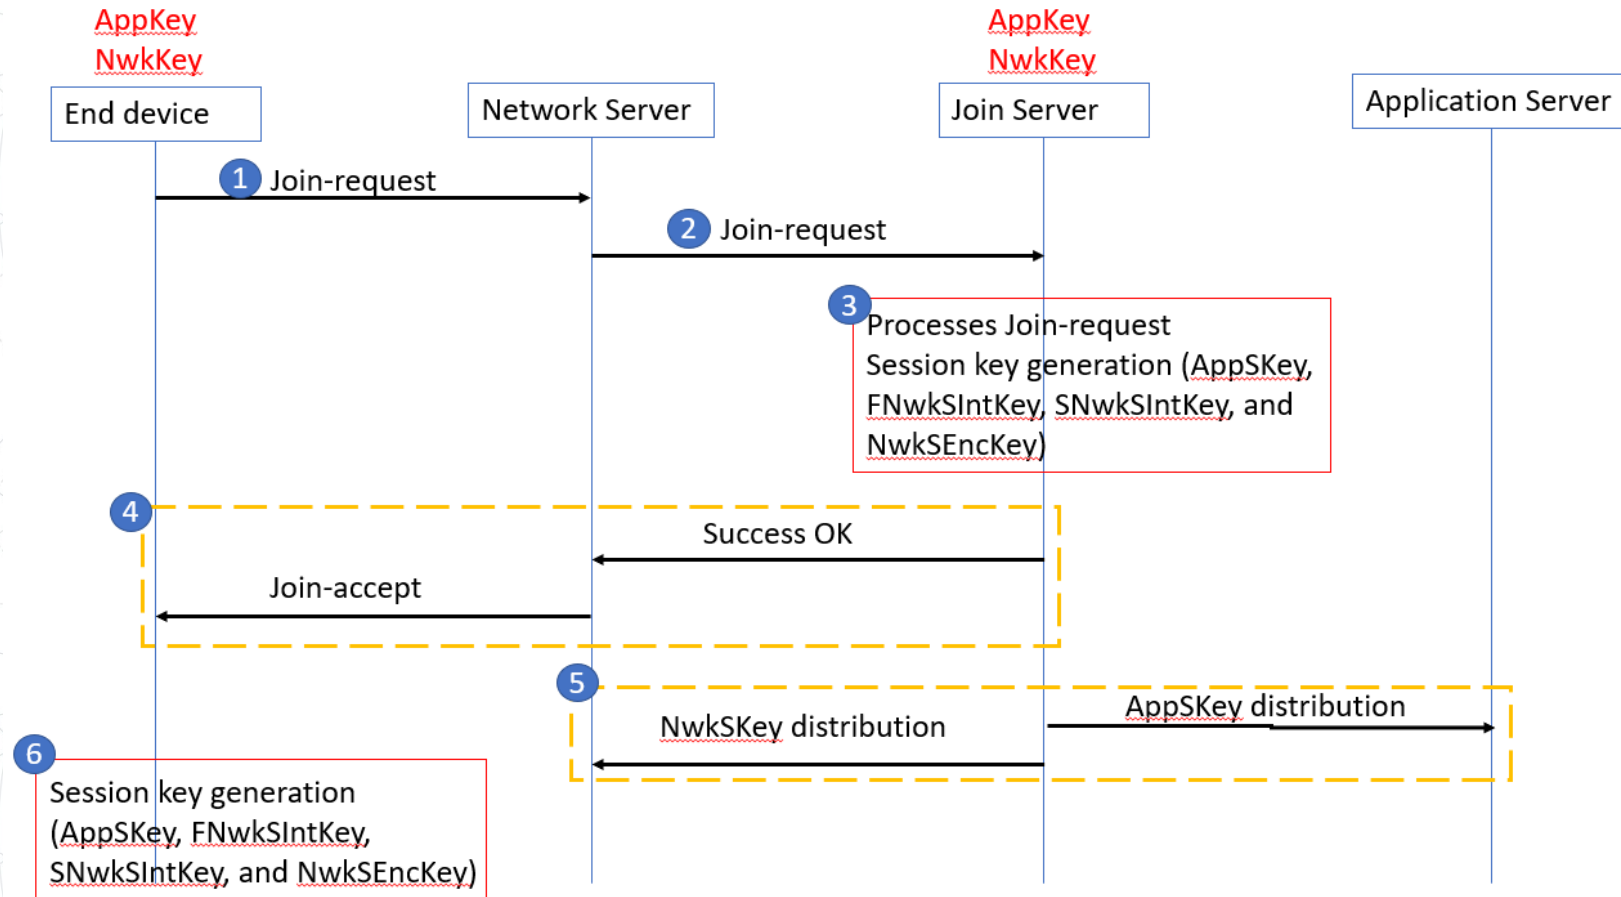 AppKey
NwkKey
AppKey
NwkKey
End device
Network Server
Join Server
Application Server
1 Join-request
2 Join-request
3
Processes Join-request
Session key generation (AppSKey,
FNwkSIntKey, SNwkSIntKey, and
NwkSEncKey)
4
Success OK
Join-accept
5
AppSKey distribution
NwkSKey distribution
6
Session key generation
(AppSKey, FNwkSIntKey,
SNwkSIntKey, and NwkSEncKey)